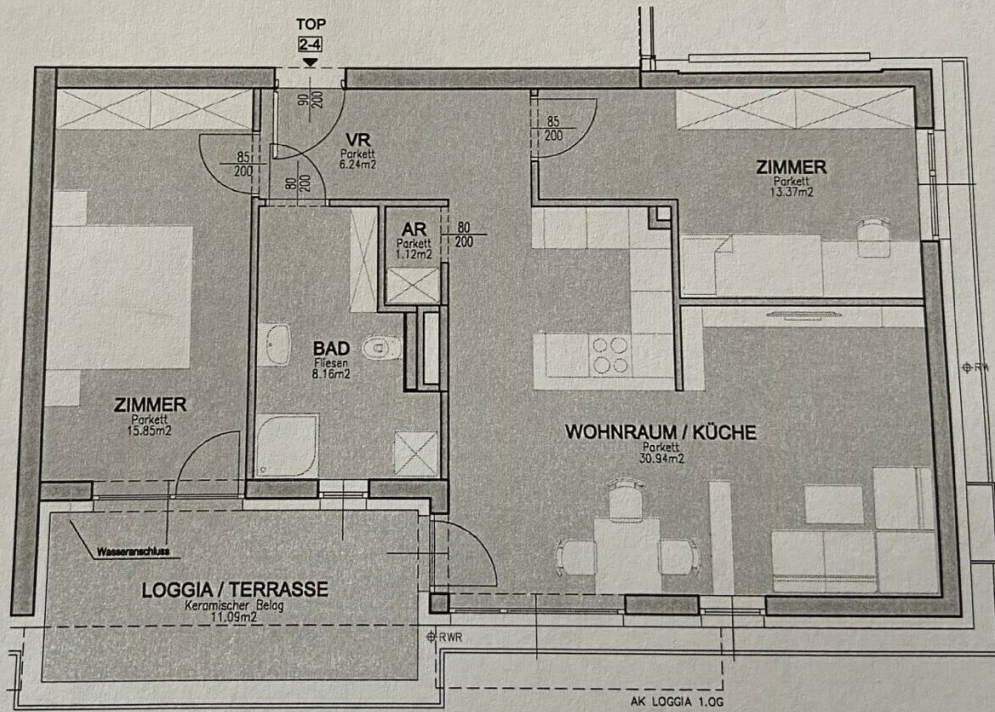 TOP
2-4
90
200
VR
Parkett
6.24m2
85
200
ZIMMER
Parkett
13.37m2
85
200
80
200
AR
Parkett
1.12m2
80
200
BAD
Fliesen
8.16m2
ZIMMER
Parkett
15.85m2
WOHNRAUM / KÜCHE
Parkett
30.94m2
Wasseranschluss
LOGGIA / TERRASSE
Keramischer Belag
11.09m2
RWR
AK LOGGIA 1.OG